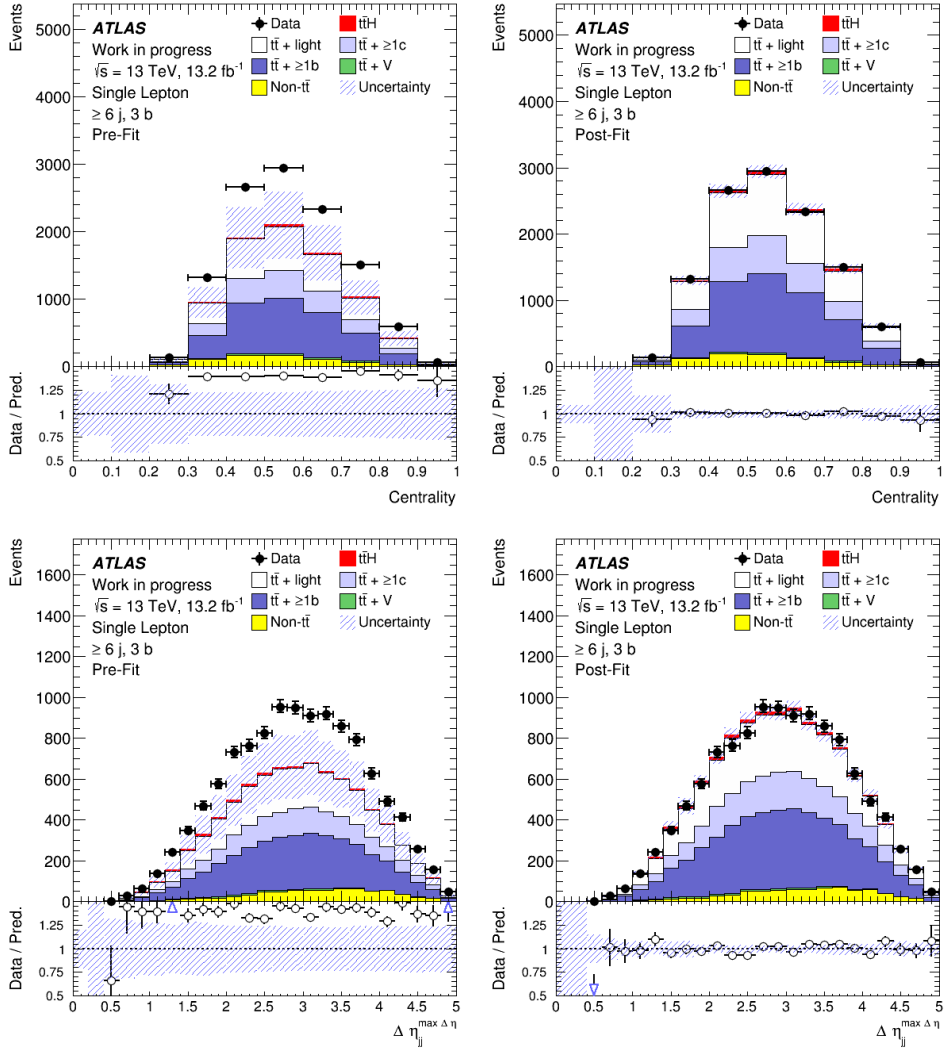 Events
ATLAS
Work in progress
√s = 13 TeV, 13.2 fb⁻¹
Single Lepton
≥ 6 j, 3 b
Pre-Fit
Data
tt̄H
tt̄ + light
tt̄ + ≥1c
tt̄ + ≥1b
tt̄ + V
Non-tt̄
Uncertainty
5000
4000
3000
2000
1000
0
Data / Pred.
1.25
1
0.75
0.5
0 0.1 0.2 0.3 0.4 0.5 0.6 0.7 0.8 0.9 1
Centrality
Events
ATLAS
Work in progress
√s = 13 TeV, 13.2 fb⁻¹
Single Lepton
≥ 6 j, 3 b
Post-Fit
Data
tt̄H
tt̄ + light
tt̄ + ≥1c
tt̄ + ≥1b
tt̄ + V
Non-tt̄
Uncertainty
5000
4000
3000
2000
1000
0
Data / Pred.
1.25
1
0.75
0.5
0 0.1 0.2 0.3 0.4 0.5 0.6 0.7 0.8 0.9 1
Centrality
Events
ATLAS
Work in progress
√s = 13 TeV, 13.2 fb⁻¹
Single Lepton
≥ 6 j, 3 b
Pre-Fit
Data
tt̄H
tt̄ + light
tt̄ + ≥1c
tt̄ + ≥1b
tt̄ + V
Non-tt̄
Uncertainty
1600
1400
1200
1000
800
600
400
200
0
Data / Pred.
1.25
1
0.75
0.5
0 0.5 1 1.5 2 2.5 3 3.5 4 4.5 5
Δ η_jj^max Δ η
Events
ATLAS
Work in progress
√s = 13 TeV, 13.2 fb⁻¹
Single Lepton
≥ 6 j, 3 b
Post-Fit
Data
tt̄H
tt̄ + light
tt̄ + ≥1c
tt̄ + ≥1b
tt̄ + V
Non-tt̄
Uncertainty
1600
1400
1200
1000
800
600
400
200
0
Data / Pred.
1.25
1
0.75
0.5
0 0.5 1 1.5 2 2.5 3 3.5 4 4.5 5
Δ η_jj^max Δ η